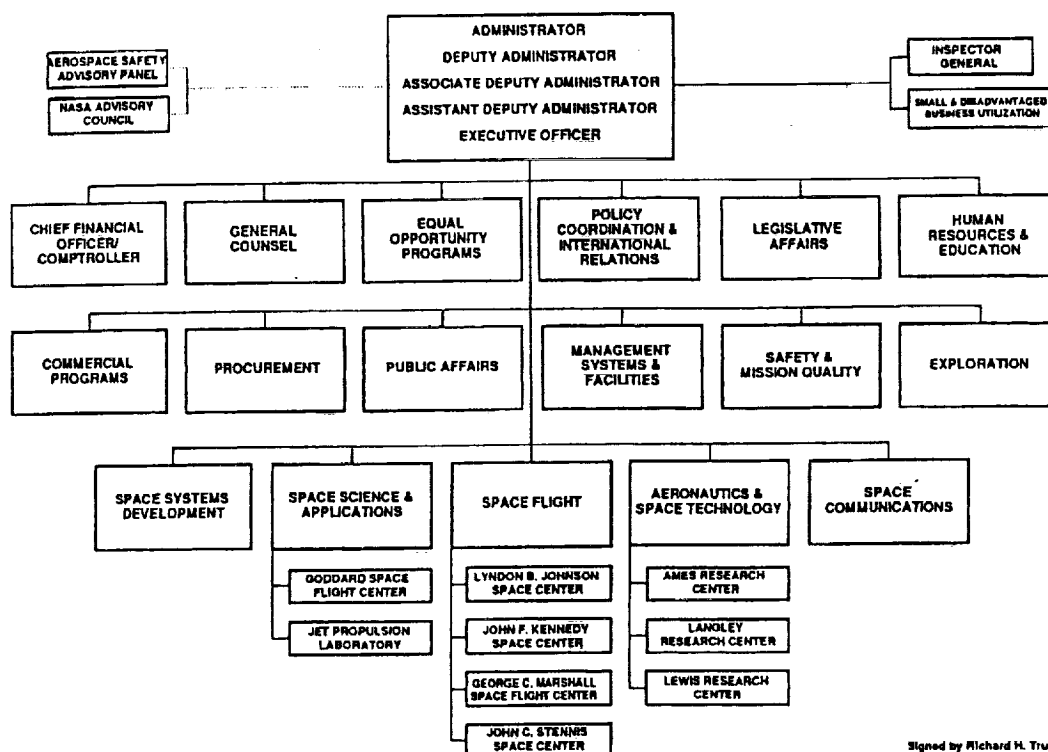 ADMINISTRATOR
DEPUTY ADMINISTRATOR
ASSOCIATE DEPUTY ADMINISTRATOR
ASSISTANT DEPUTY ADMINISTRATOR
EXECUTIVE OFFICER
AEROSPACE SAFETY
ADVISORY PANEL
NASA ADVISORY
COUNCIL
INSPECTOR
GENERAL
SMALL & DISADVANTAGED
BUSINESS UTILIZATION
CHIEF FINANCIAL
OFFICER/
COMPTROLLER
GENERAL
COUNSEL
EQUAL
OPPORTUNITY
PROGRAMS
POLICY
COORDINATION &
INTERNATIONAL
RELATIONS
LEGISLATIVE
AFFAIRS
HUMAN
RESOURCES &
EDUCATION
COMMERCIAL
PROGRAMS
PROCUREMENT
PUBLIC AFFAIRS
MANAGEMENT
SYSTEMS &
FACILITIES
SAFETY &
MISSION QUALITY
EXPLORATION
SPACE SYSTEMS
DEVELOPMENT
SPACE SCIENCE &
APPLICATIONS
SPACE FLIGHT
AERONAUTICS &
SPACE TECHNOLOGY
SPACE
COMMUNICATIONS
GODDARD SPACE
FLIGHT CENTER
JET PROPULSION
LABORATORY
LYNDON B. JOHNSON
SPACE CENTER
JOHN F. KENNEDY
SPACE CENTER
GEORGE C. MARSHALL
SPACE FLIGHT CENTER
JOHN C. STENNIS
SPACE CENTER
AMES RESEARCH
CENTER
LANGLEY
RESEARCH CENTER
LEWIS RESEARCH
CENTER
Signed by Richard H.